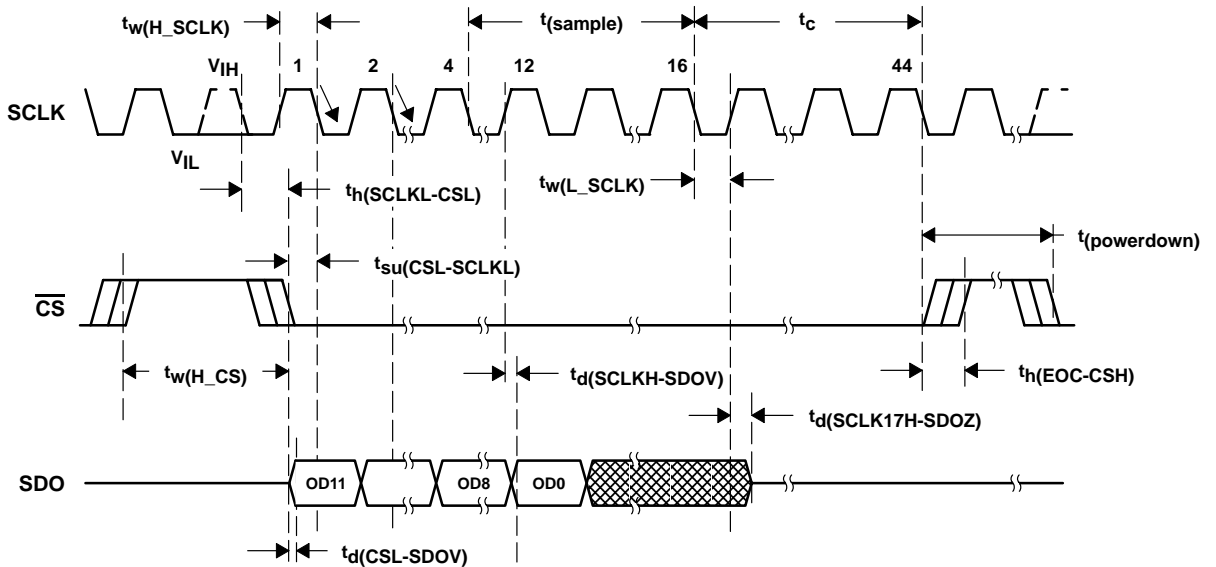 tw(H_SCLK)
t(sample)
tc
VIH
1
2
4
12
16
44
SCLK
VIL
th(SCLKL-CSL)
tw(L_SCLK)
t(powerdown)
tsu(CSL-SCLKL)
CS
tw(H_CS)
td(SCLKH-SDOV)
th(EOC-CSH)
td(SCLK17H-SDOZ)
SDO
OD11
OD8
OD0
td(CSL-SDOV)